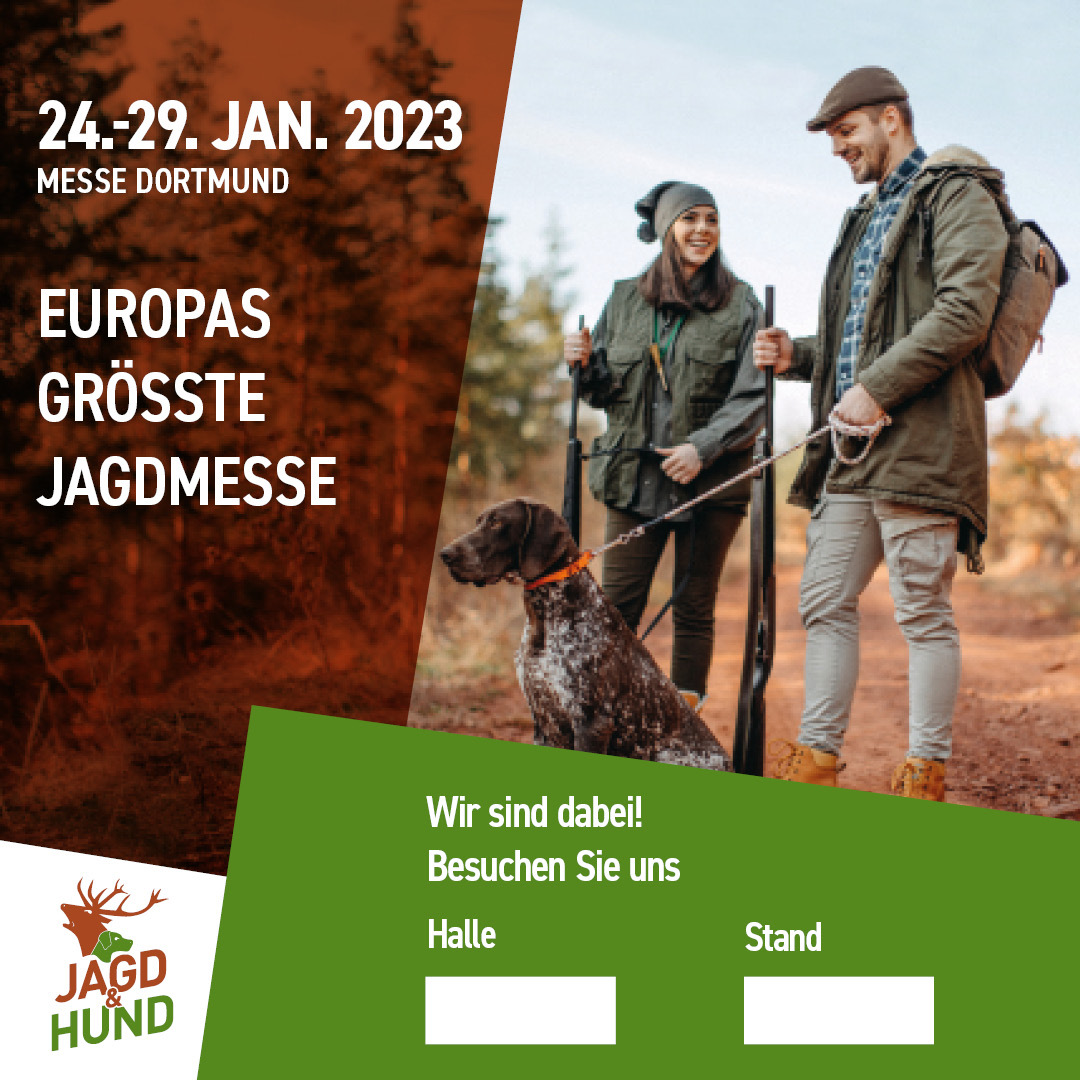 24.-29. JAN. 2023
MESSE DORTMUND
EUROPAS
GRÖSSTE
JAGDMESSE
Wir sind dabei!
Besuchen Sie uns
Halle
Stand
JAGD
&
HUND